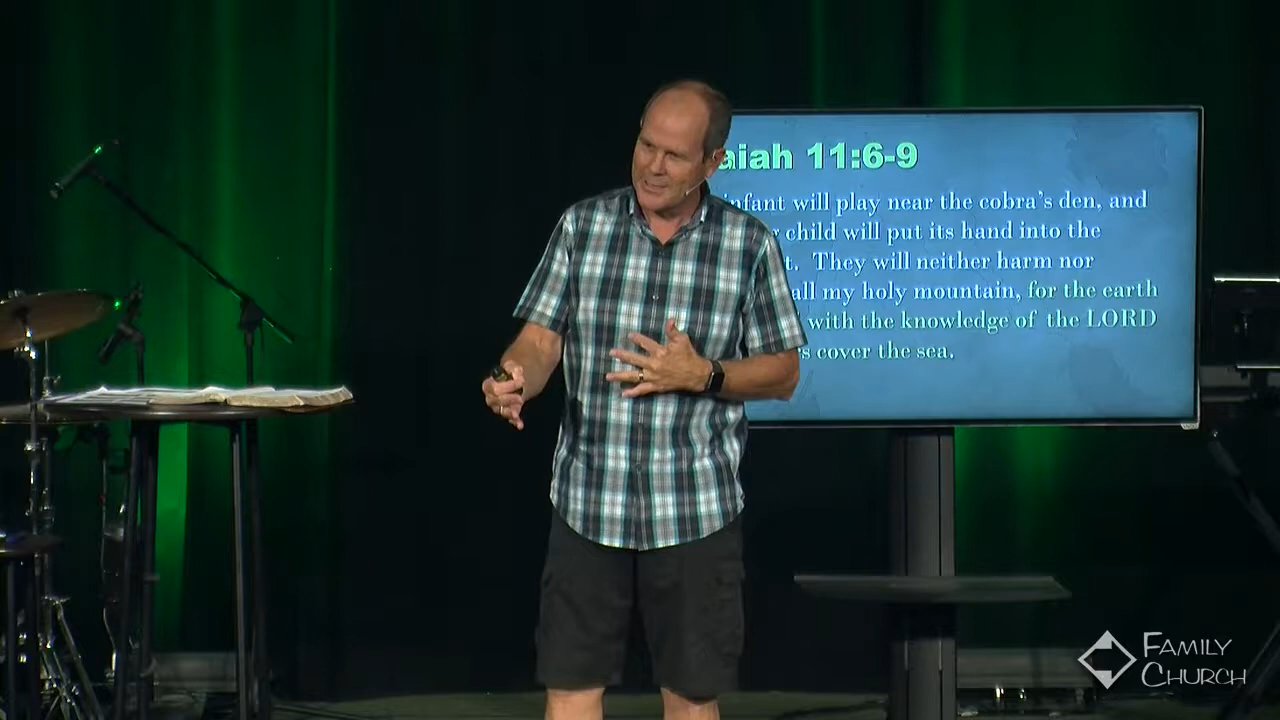 aiah 11:6-9
infant will play near the cobra's den, and
child will put its hand into the
They will neither harm nor
all my holy mountain, for the earth
with the knowledge of the LORD
cover the sea.
FAMILY
CHURCH